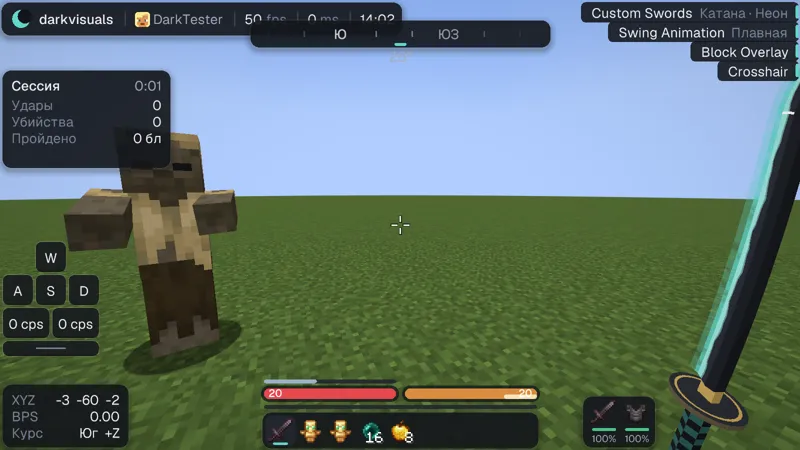 darkvisuals DarkTester 50 fps 0 ms 14:02
Ю ЮЗ
Custom Swords Катана · Неон
Swing Animation Плавная
Block Overlay
Crosshair
Сессия 0:01
Удары 0
Убийства 0
Пройдено 0 бл
W
A S D
0 cps 0 cps
XYZ -3 -60 -2
BPS 0.00
Курс Юг +Z
20 20
16 8
100% 100%